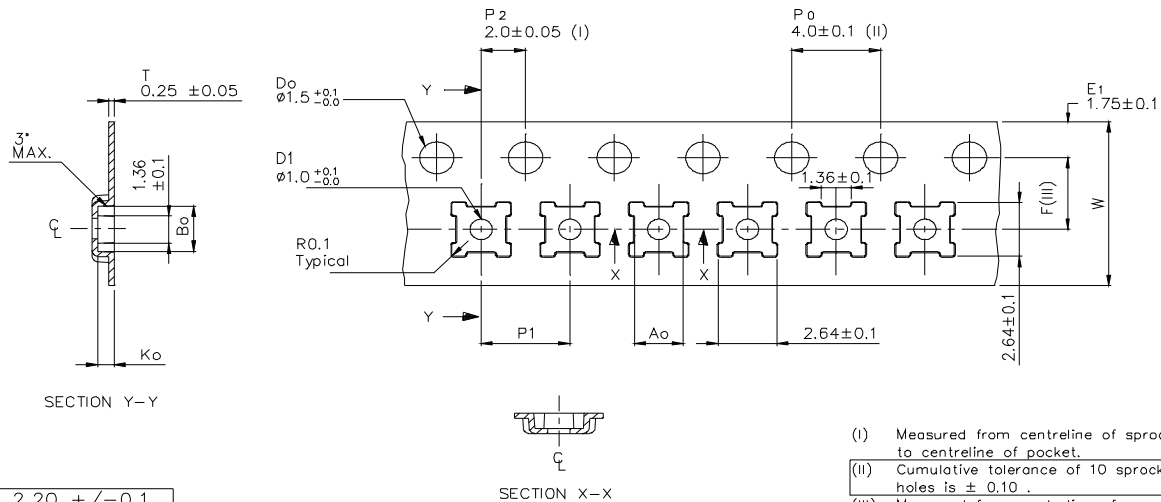 P2
2.0±0.05 (I)
Po
4.0±0.1 (II)
T
0.25 ±0.05
Do
ø1.5 +0.1 -0.0
Y
E1
1.75±0.1
3°
MAX.
1.36
±0.1
D1
ø1.0 +0.1 -0.0
1.36±0.1
F(III)
W
CL
Bo
R0.1
Typical
X
X
Y
P1
Ao
2.64±0.1
2.64±0.1
Ko
SECTION Y-Y
CL
SECTION X-X
(I) Measured from centreline of
to centreline of pocket.
(II) Cumulative tolerance of 10
holes is ± 0.10 .
2.20 +/-0.1